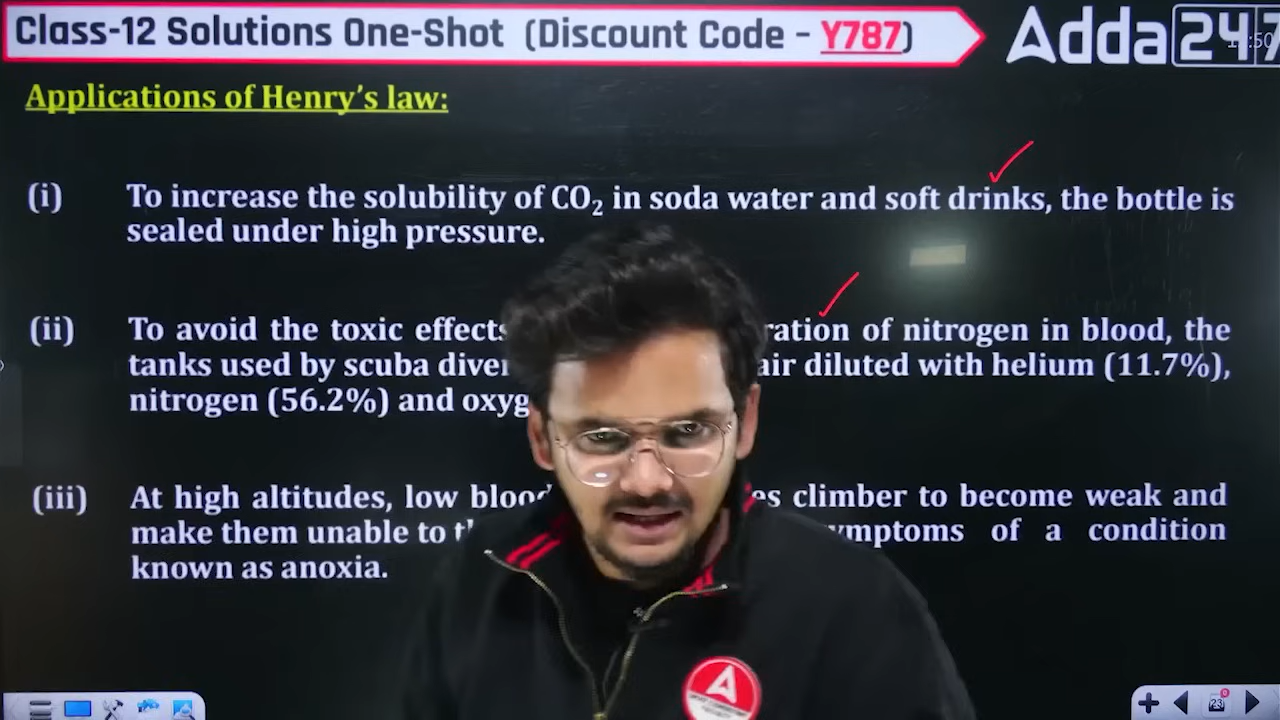 Class-12 Solutions One-Shot (Discount Code - Y787)
Adda247
Applications of Henry's law:
(i) To increase the solubility of CO₂ in soda water and soft drinks, the bottle is
sealed under high pressure.
(ii) To avoid the toxic effects ration of nitrogen in blood, the
tanks used by scuba diver air diluted with helium (11.7%),
nitrogen (56.2%) and oxyg
(iii) At high altitudes, low blood es climber to become weak and
make them unable to th ymptoms of a condition
known as anoxia.
23